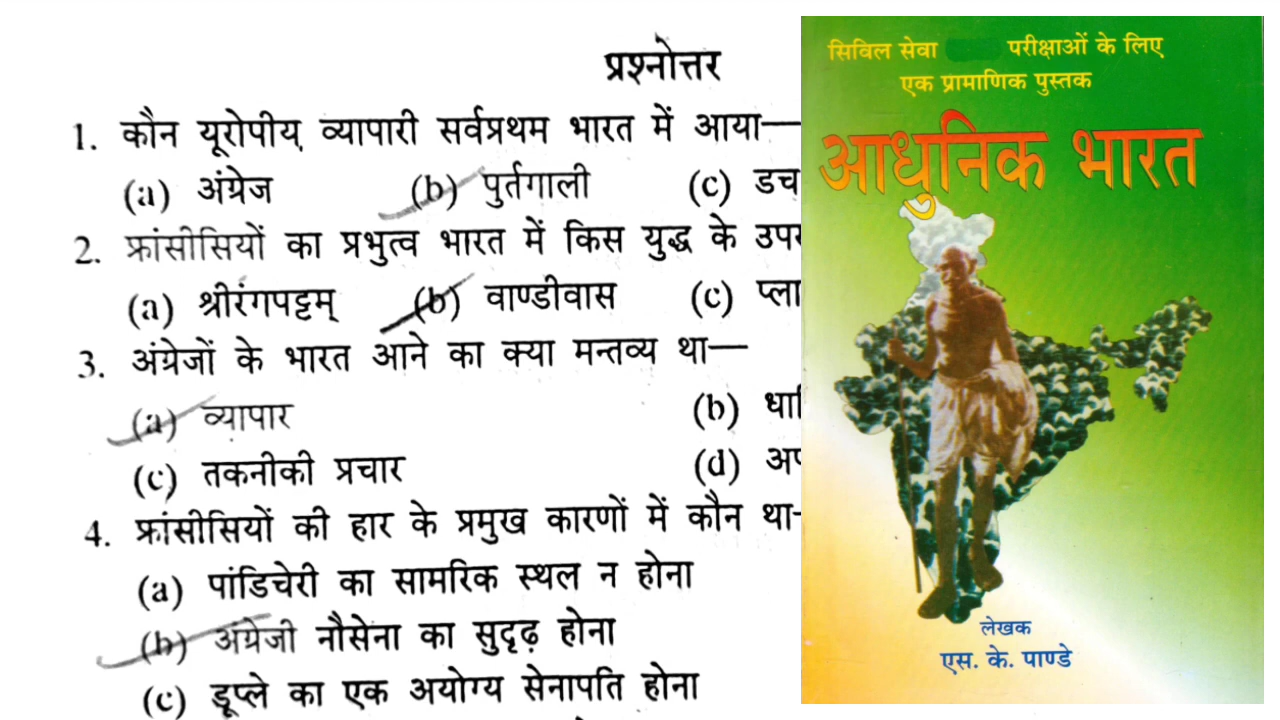 प्रश्नोत्तर
1. कौन यूरोपीय व्यापारी सर्वप्रथम भारत में आया—
(a) अंग्रेज (b) पुर्तगाली (c) डच
2. फ्रांसीसियों का प्रभुत्व भारत में किस युद्ध के
(a) श्रीरंगपट्टम् (b) वाण्डीवास (c)
3. अंग्रेजों के भारत आने का क्या मन्तव्य था—
(a) व्यापार (b)
(c) तकनीकी प्रचार (d)
4. फ्रांसीसियों की हार के प्रमुख कारणों में कौन था-
(a) पांडिचेरी का सामरिक स्थल न होना
(b) अंग्रेजी नौसेना का सुदृढ़ होना
(c) डूप्ले का एक अयोग्य सेनापति होना
सिविल सेवा परीक्षाओं के लिए
एक प्रामाणिक पुस्तक
आधुनिक भारत
लेखक
एस. के. पाण्डे